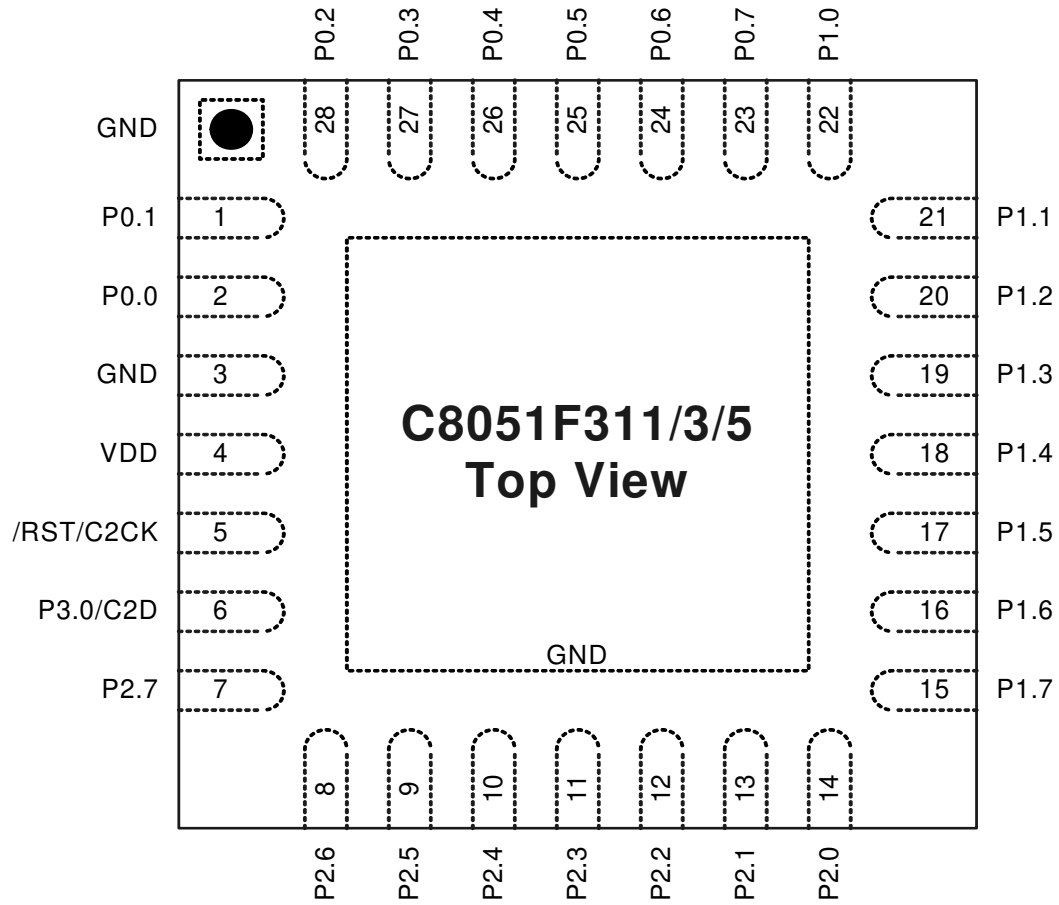 P0.2 P0.3 P0.4 P0.5 P0.6 P0.7 P1.0
28 27 26 25 24 23 22
GND
P0.1 1 21 P1.1
P0.0 2 20 P1.2
GND 3 19 P1.3
VDD 4 18 P1.4
/RST/C2CK 5 17 P1.5
P3.0/C2D 6 16 P1.6
P2.7 7 15 P1.7
C8051F311/3/5
Top View
GND
8 9 10 11 12 13 14
P2.6 P2.5 P2.4 P2.3 P2.2 P2.1 P2.0